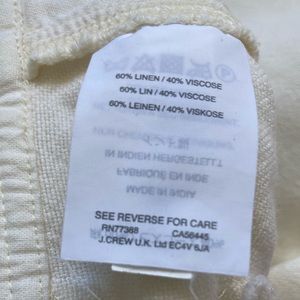 60% LINEN / 40% VISCOSE
60% LIN / 40% VISCOSE
60% LEINEN / 40% VISKOSE
IN INDIEN HERGESTELLT
FABRIQUÉ EN INDE
MADE IN INDIA
SEE REVERSE FOR CARE
RN77388 CA56445
J.CREW U.K. Ltd EC4V 6JA